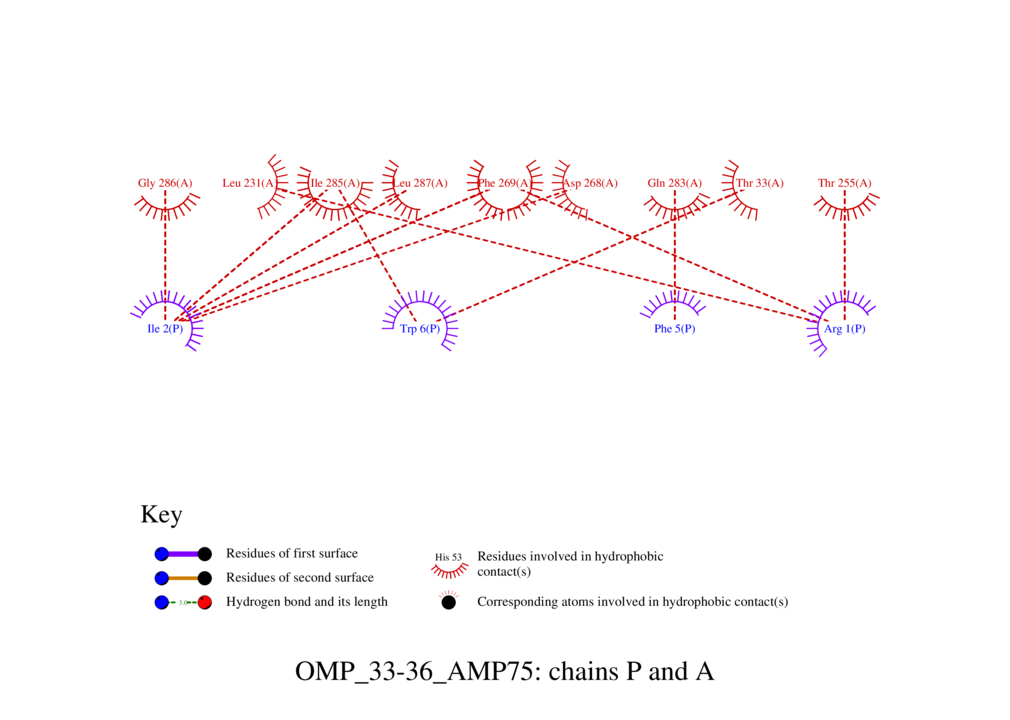 Gly 286(A) Leu 231(A) Ile 285(A) Leu 287(A) Phe 269(A) Asp 268(A) Gln 283(A) Thr 33(A) Thr 255(A)
Ile 2(P) Trp 6(P) Phe 5(P) Arg 1(P)
Key
Residues of first surface
Residues of second surface
3.0
Hydrogen bond and its length
His 53
Residues involved in hydrophobic
contact(s)
Corresponding atoms involved in hydrophobic contact(s)
OMP_33-36_AMP75: chains P and A